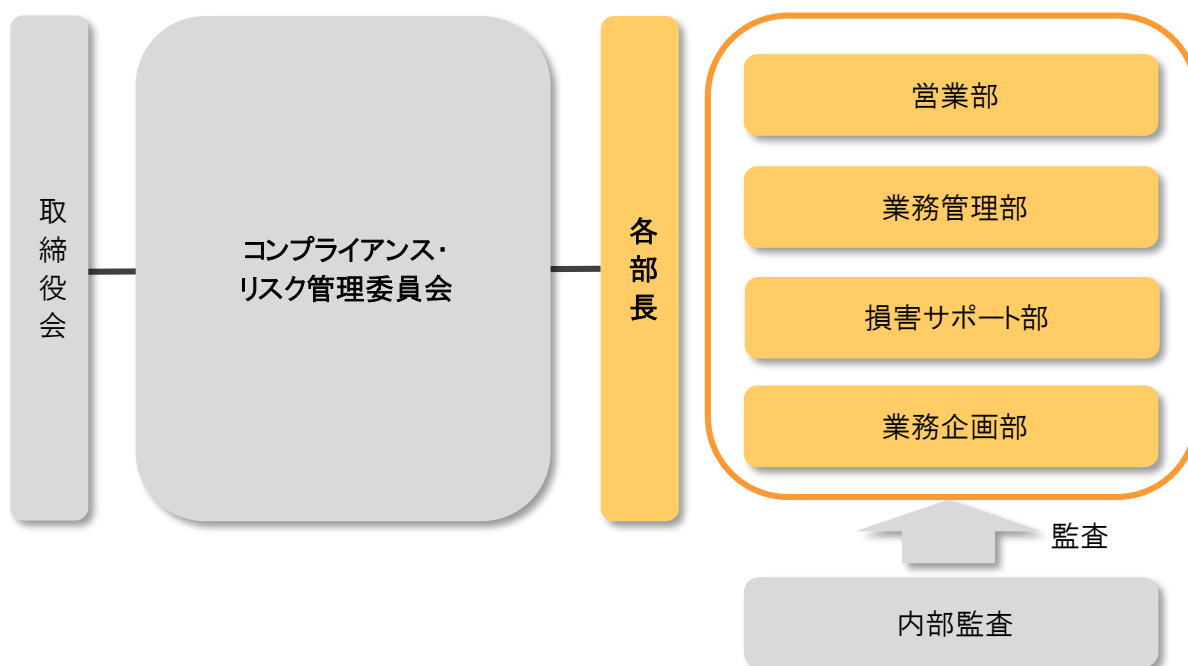 取締役会
コンプライアンス・
リスク管理委員会
各部長
営業部
業務管理部
損害サポート部
業務企画部
監査
内部監査